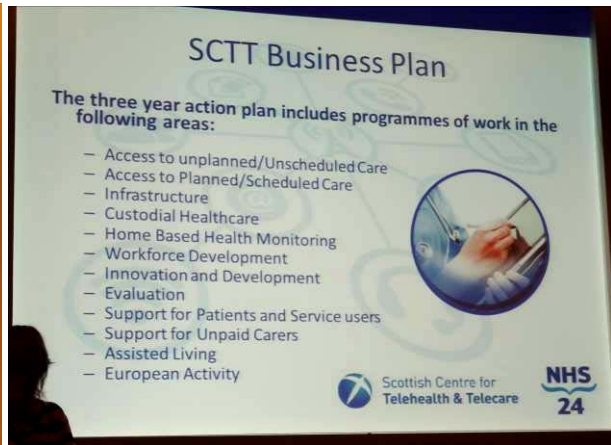 SCTT Business Plan
The three year action plan includes programmes of work in the
following areas:
– Access to unplanned/Unscheduled Care
– Access to Planned/Scheduled Care
– Infrastructure
– Custodial Healthcare
– Home Based Health Monitoring
– Workforce Development
– Innovation and Development
– Evaluation
– Support for Patients and Service users
– Support for Unpaid Carers
– Assisted Living
– European Activity
Scottish Centre for
Telehealth & Telecare
NHS
24